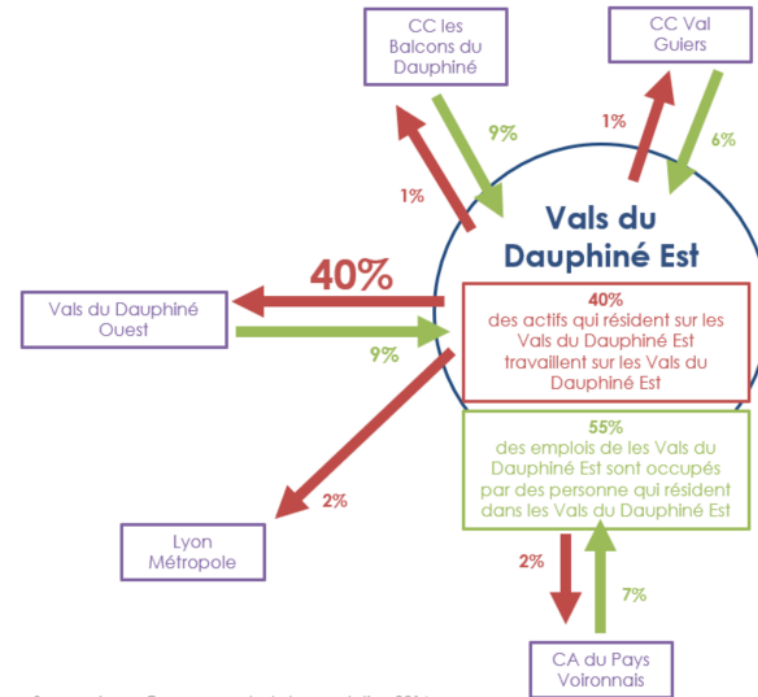 CC les
Balcons du
Dauphiné
CC Val
Guiers
9%
1%
1%
6%
Vals du
Dauphiné Est
40%
Vals du Dauphiné
Ouest
9%
40%
des actifs qui résident sur les
Vals du Dauphiné Est
travaillent sur les Vals du
Dauphiné Est
55%
des emplois de les Vals du
Dauphiné Est sont occupés
par des personne qui résident
dans les Vals du Dauphiné Est
2%
Lyon
Métropole
2%
7%
CA du Pays
Voironnais